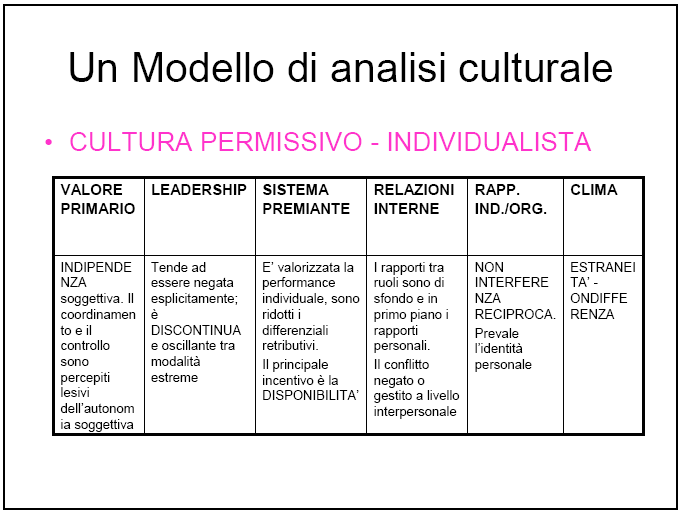 Un Modello di analisi culturale
• CULTURA PERMISSIVO - INDIVIDUALISTA
VALORE
PRIMARIO
LEADERSHIP
SISTEMA
PREMIANTE
RELAZIONI
INTERNE
RAPP.
IND./ORG.
CLIMA
INDIPENDE
NZA
soggettiva. Il
coordinamen
to e il
controllo
sono
percepiti
lesivi
dell'autonom
ia soggettiva
Tende ad
essere negata
esplicitamente;
è
DISCONTINUA
e oscillante tra
modalità
estreme
E' valorizzata la
performance
individuale, sono
ridotti i
differenziali
retributivi.
Il principale
incentivo è la
DISPONIBILITA'
I rapporti tra
ruoli sono di
sfondo e in
primo piano i
rapporti
personali.
Il conflitto
negato o
gestito a livello
interpersonale
NON
INTERFERE
NZA
RECIPROCA.
Prevale
l'identità
personale
ESTRANEI
TA' -
ONDIFFE
RENZA